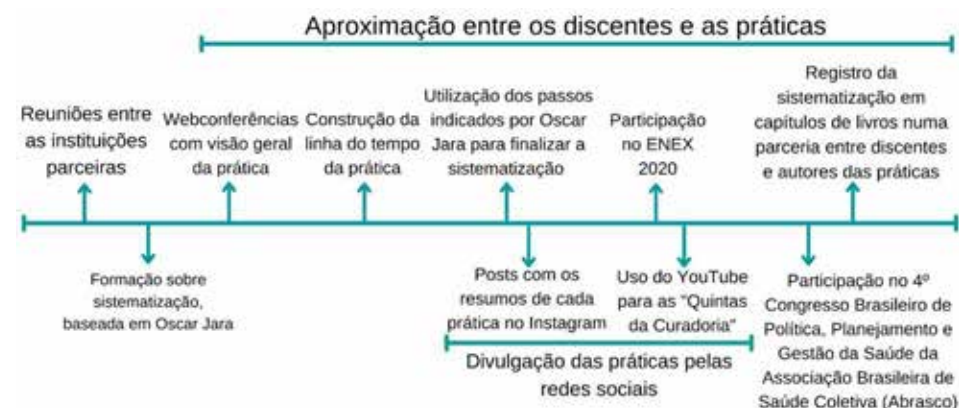 Aproximação entre os discentes e as práticas
Reuniões entre
as instituições
parceiras
Webconferências
com visão geral
da prática
Construção da
linha do tempo
da prática
Utilização dos passos
indicados por Oscar
Jara para finalizar a
sistematização
Participação
no ENEX
2020
Registro da
sistematização em
capítulos de livros numa
parceria entre discentes
e autores das práticas
Formação sobre
sistematização,
baseada em Oscar Jara
Posts com os
resumos de cada
prática no Instagram
Uso do YouTube
para as "Quintas
da Curadoria"
Divulgação das práticas pelas
redes sociais
Participação no 4º
Congresso Brasileiro de
Política, Planejamento e
Gestão da Saúde da
Associação Brasileira de
Saúde Coletiva (Abrasco)